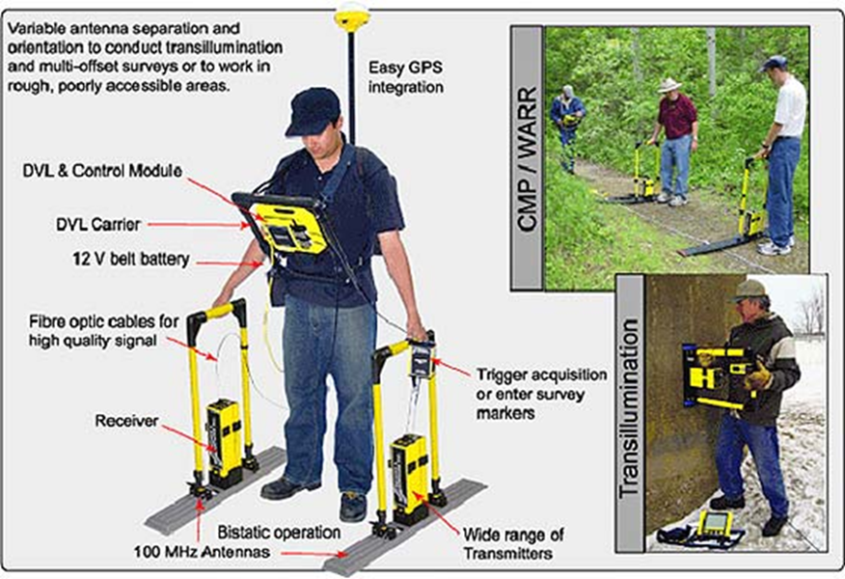 Variable antenna separation and
orientation to conduct transillumination
and multi-offset surveys or to work in
rough, poorly accessible areas.
Easy GPS
integration
DVL & Control Module
DVL Carrier
12 V belt battery
Fibre optic cables for
high quality signal
Receiver
Trigger acquisition
or enter survey
markers
Bistatic operation
100 MHz Antennas
Wide range of
Transmitters
CMP / WARR
Transillumination